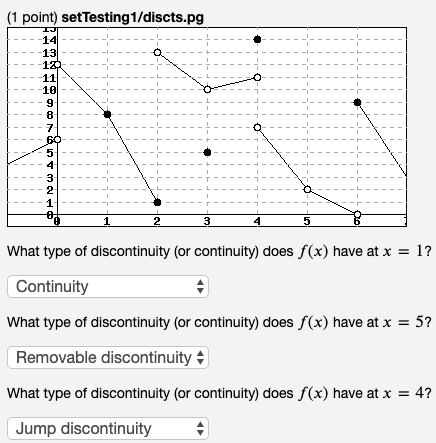 (1 point) setTesting1/discts.pg
15
14
13
12
11
10
9
8
7
6
5
4
3
2
1
0
0 1 2 3 4 5 6 7
What type of discontinuity (or continuity) does f(x) have at x = 1?
Continuity
What type of discontinuity (or continuity) does f(x) have at x = 5?
Removable discontinuity
What type of discontinuity (or continuity) does f(x) have at x = 4?
Jump discontinuity